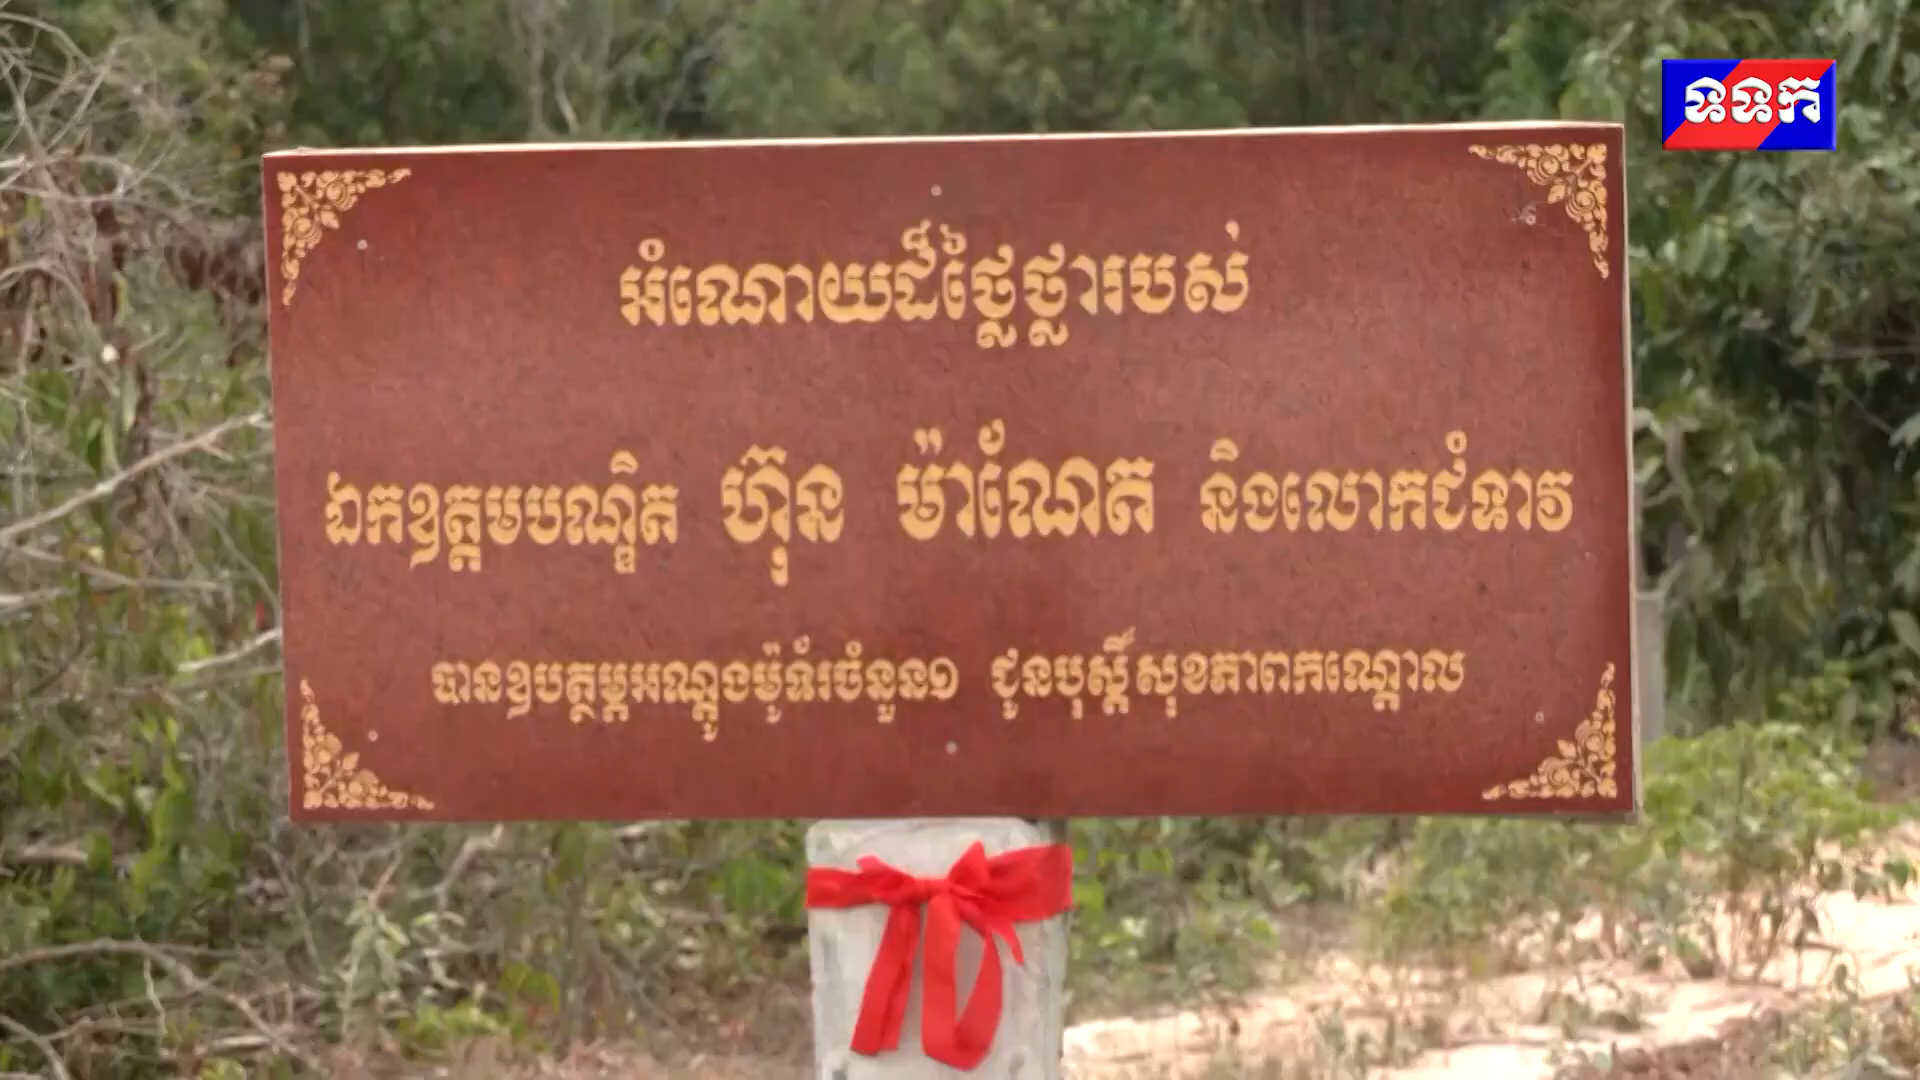 ទទក
អំណោយដ៏ថ្លៃថ្លារបស់
ឯកឧត្តមបណ្ឌិត ហ៊ុន ម៉ាណែត និងលោកជំទាវ
បានឧបត្ថម្ភអណ្តូងម៉ូទ័រចំនួន១ ជូនប៉ុស្តិ៍សុខភាពកណ្តោល